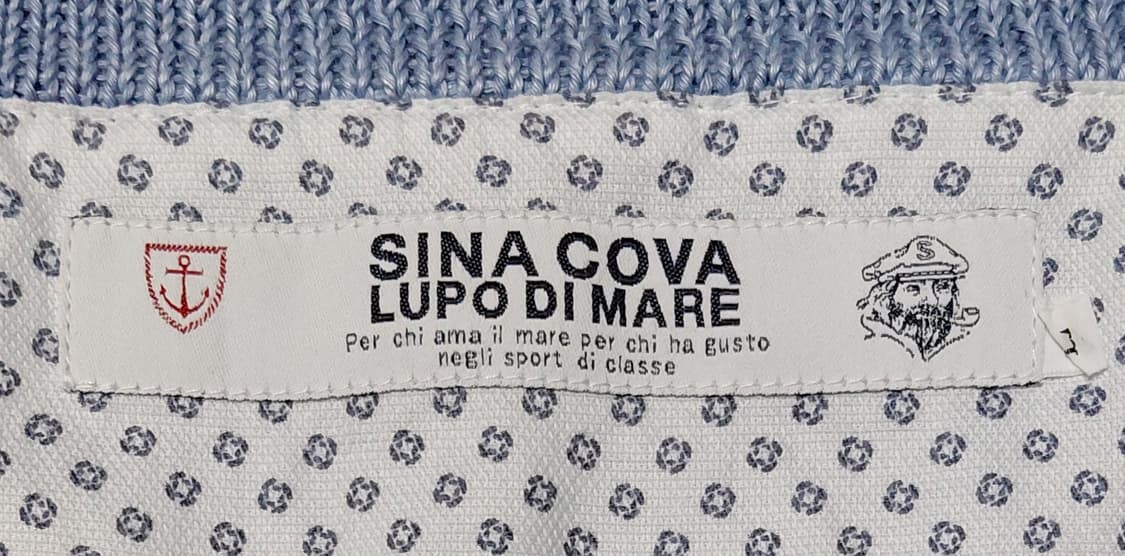 SINA COVA
LUPO DI MARE
Per chi ama il mare per chi ha gusto
negli sport di classe
S
L